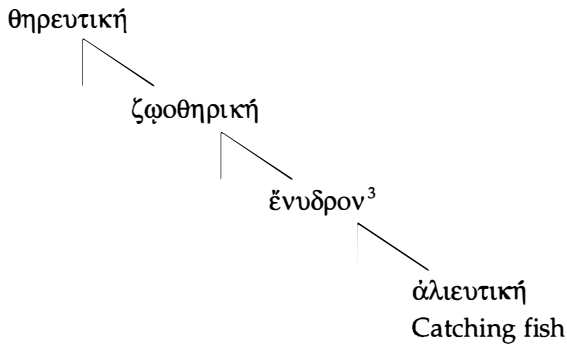 θηρευτική
ζῳοθηρική
ἔνυδρον³
ἁλιευτική
Catching fish